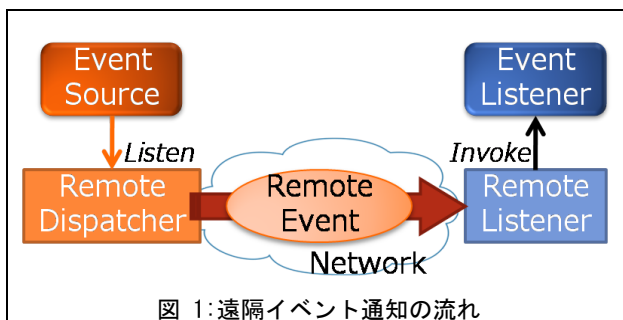 Event
Source
Event
Listener
Listen
Invoke
Remote
Dispatcher
Remote
Event
Remote
Listener
Network
図 1:遠隔イベント通知の流れ